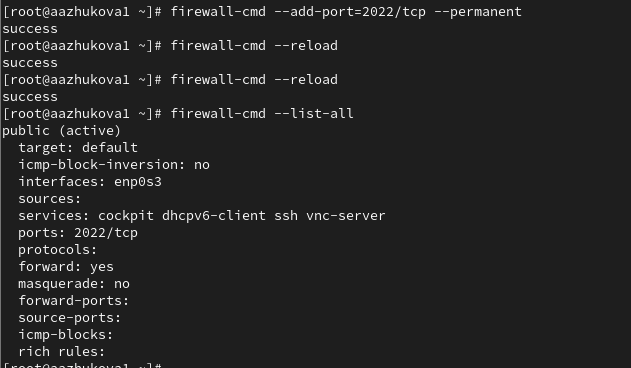 [root@aazhukova1 ~]# firewall-cmd --add-port=2022/tcp --permanent
success
[root@aazhukova1 ~]# firewall-cmd --reload
success
[root@aazhukova1 ~]# firewall-cmd --reload
success
[root@aazhukova1 ~]# firewall-cmd --list-all
public (active)
  target: default
  icmp-block-inversion: no
  interfaces: enp0s3
  sources:
  services: cockpit dhcpv6-client ssh vnc-server
  ports: 2022/tcp
  protocols:
  forward: yes
  masquerade: no
  forward-ports:
  source-ports:
  icmp-blocks:
  rich rules:
[root@aazhukova1 ~]#